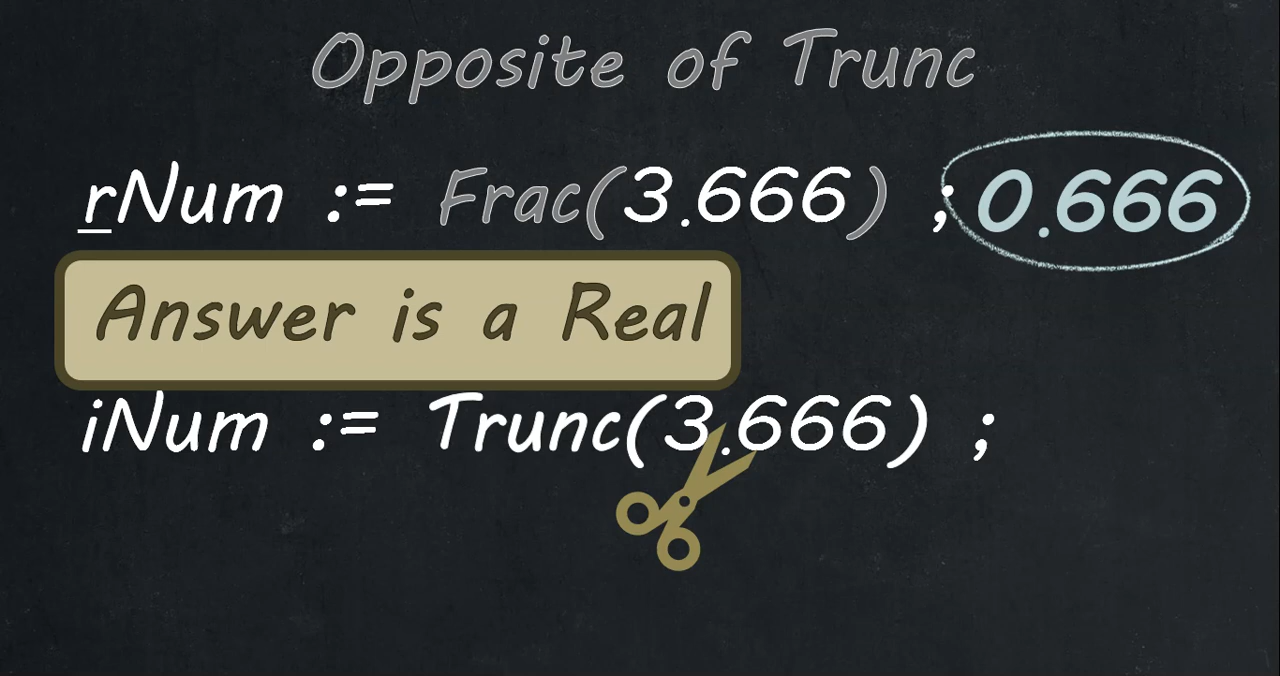 Opposite of Trunc
rNum := Frac(3.666) ; 0.666
Answer is a Real
iNum := Trunc(3.666) ;